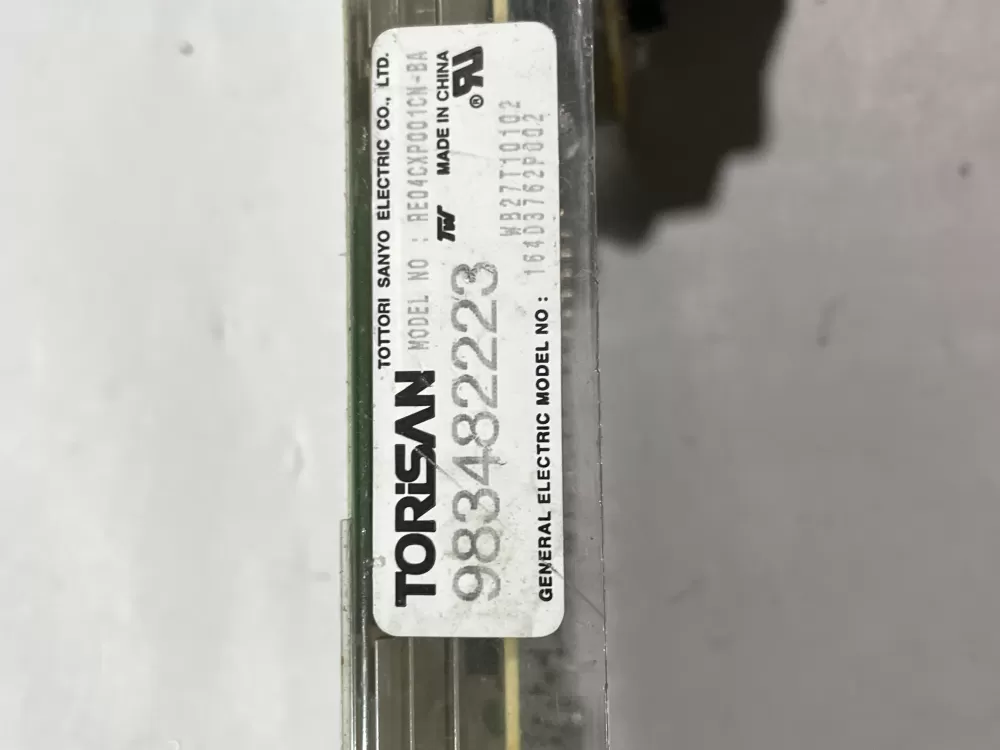 TOTTORI SANYO ELECTRIC CO., LTD.
TORiSAN MODEL NO : RE04CXP001CN-BA
983482223 TW MADE IN CHINA
RU ®
WB27T10102
GENERAL ELECTRIC MODEL NO : 164D3762P002